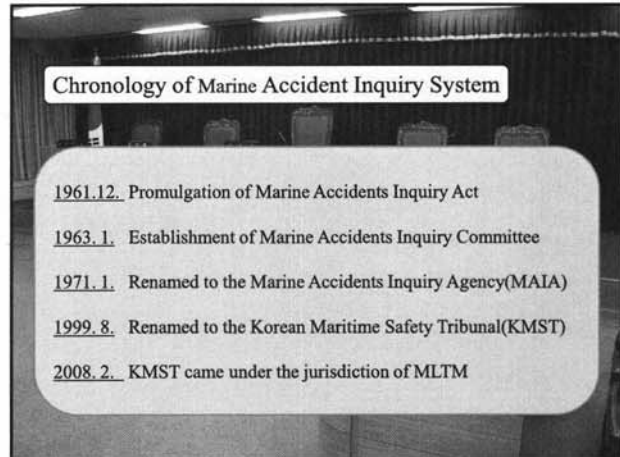 Chronology of Marine Accident Inquiry System
1961.12. Promulgation of Marine Accidents Inquiry Act
1963. 1. Establishment of Marine Accidents Inquiry Committee
1971. 1. Renamed to the Marine Accidents Inquiry Agency(MAIA)
1999. 8. Renamed to the Korean Maritime Safety Tribunal(KMST)
2008. 2. KMST came under the jurisdiction of MLTM